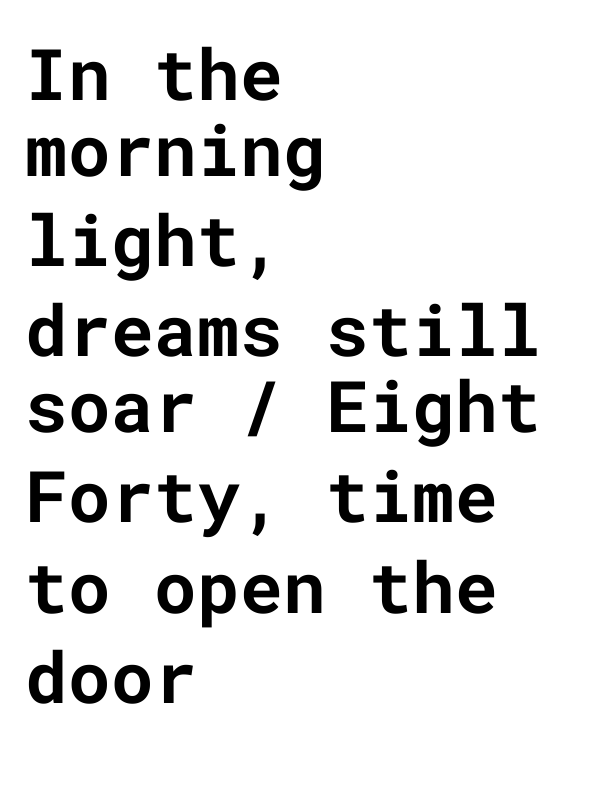 In the
morning
light,
dreams still
soar / Eight
Forty, time
to open the
door